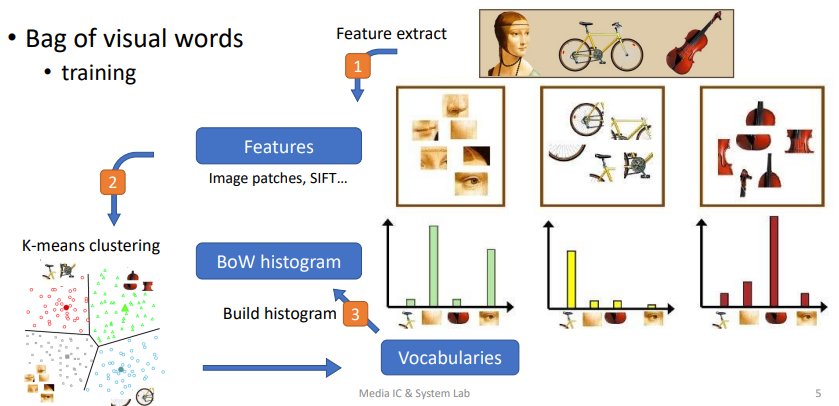 • Bag of visual words
• training
Feature extract
1
Features
Image patches, SIFT…
2
K-means clustering
BoW histogram
Build histogram
3
Vocabularies
Media IC & System Lab
5